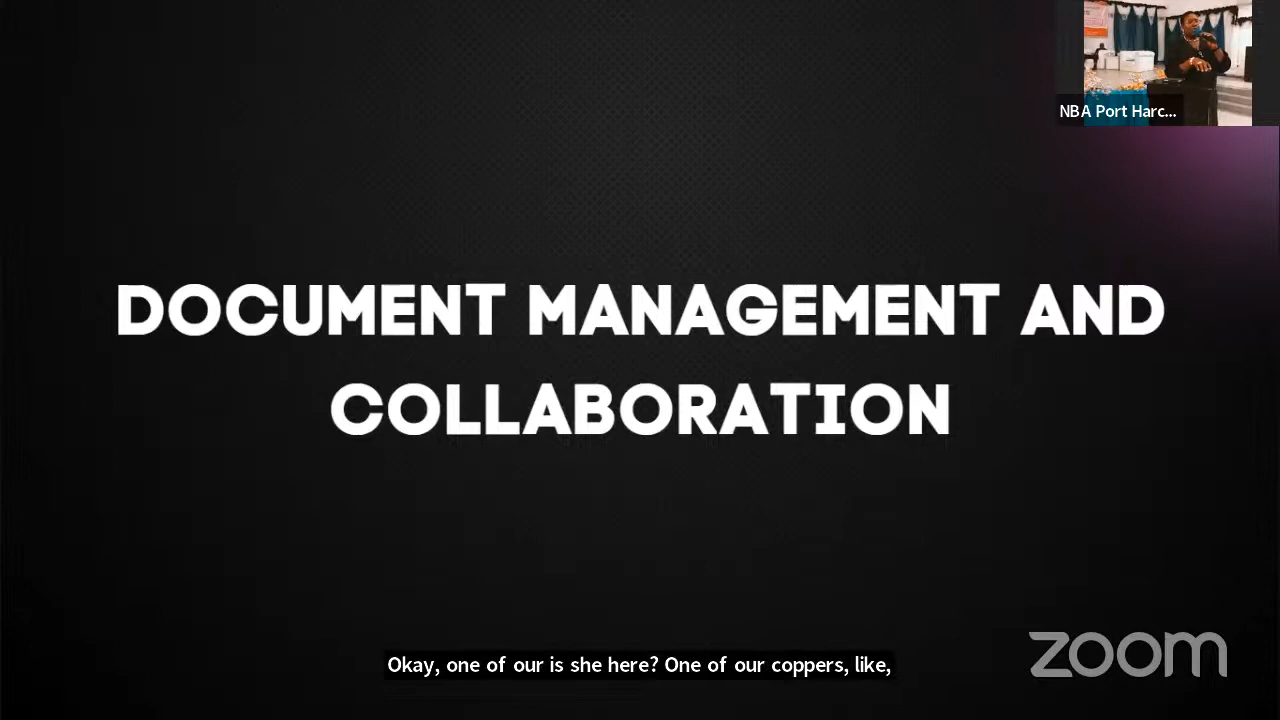 NBA Port Harc...
DOCUMENT MANAGEMENT AND
COLLABORATION
Okay, one of our is she here? One of our coppers, like,
zoom